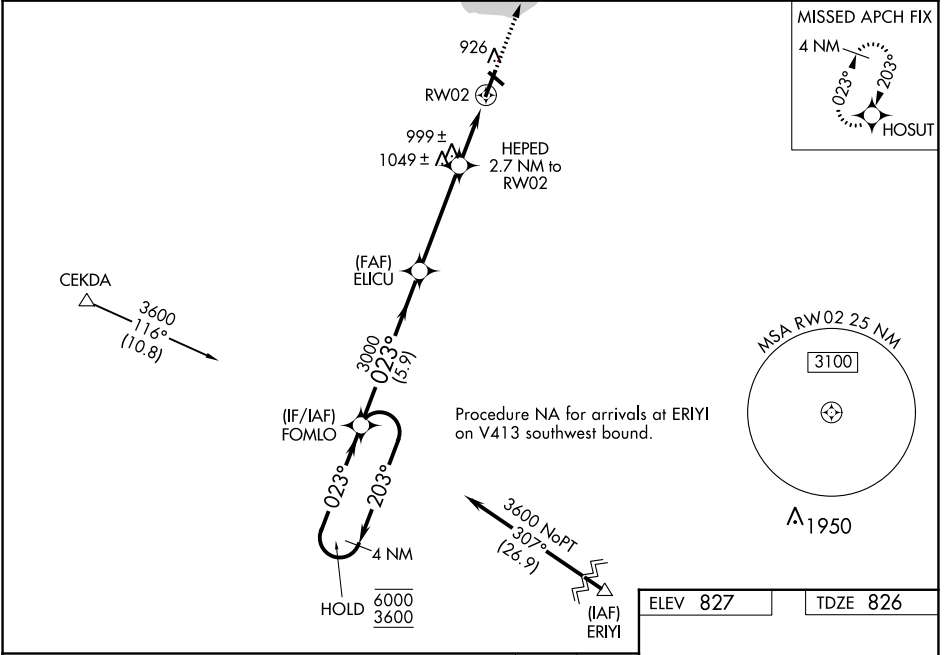 MISSED APCH FIX
4 NM
023°
203°
HOSUT
926
RW02
999 ±
1049 ±
HEPED
2.7 NM to
RW02
(FAF)
ELICU
CEKDA
3600
116°
(10.8)
3000
023°
(5.9)
MSA RW02 25 NM
3100
1950
(IF/IAF)
FOMLO
Procedure NA for arrivals at ERIYI
on V413 southwest bound.
023°
203°
4 NM
HOLD
6000
3600
3600 NoPT
307°
(26.9)
(IAF)
ERIYI
ELEV 827
TDZE 826